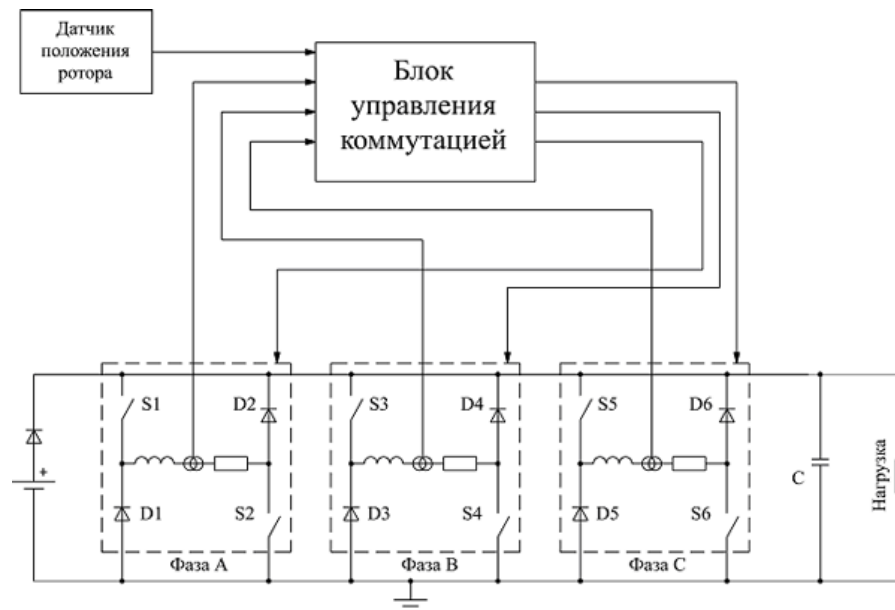 Датчик
положения
ротора
Блок
управления
коммутацией
S1
D2
S3
D4
S5
D6
+
D1
S2
D3
S4
D5
S6
C
Нагрузка
Фаза A
Фаза B
Фаза C